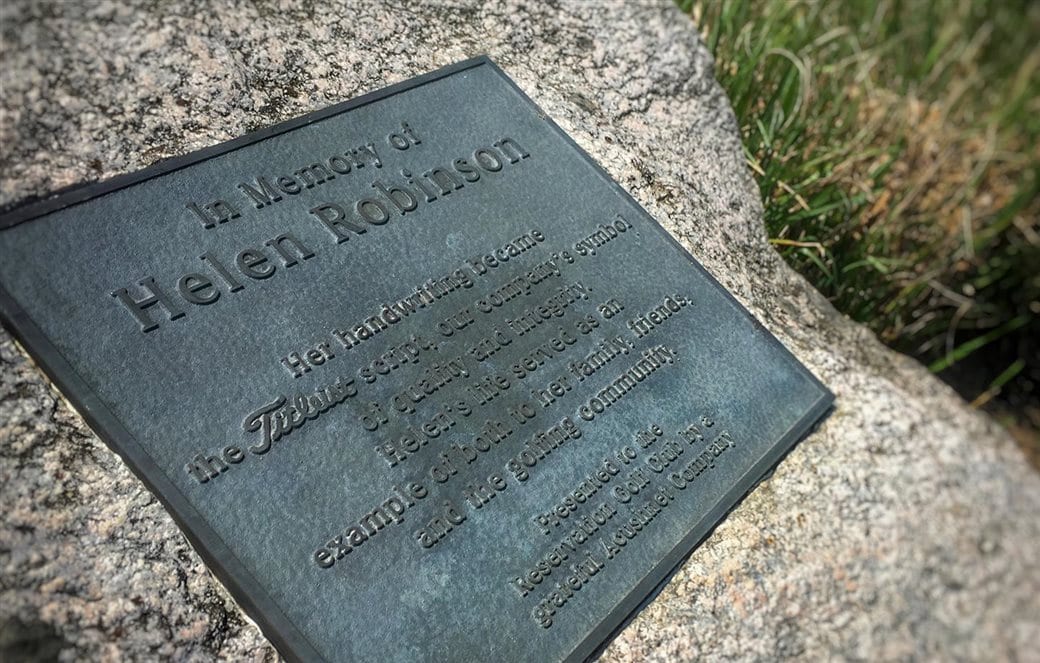 In Memory of
Helen Robinson
Her handwriting became
the Titleist script, our company's symbol
of quality and integrity.
Helen's life served as an
example of both to her family, friends,
and the golfing community.
Presented to the
Reservation Golf Club by a
grateful Acushnet Company